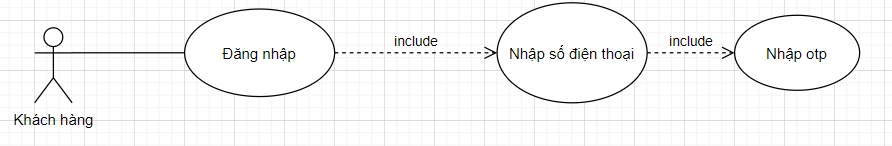 Đăng nhập
include
Nhập số điện thoại
include
Nhập otp
Khách hàng